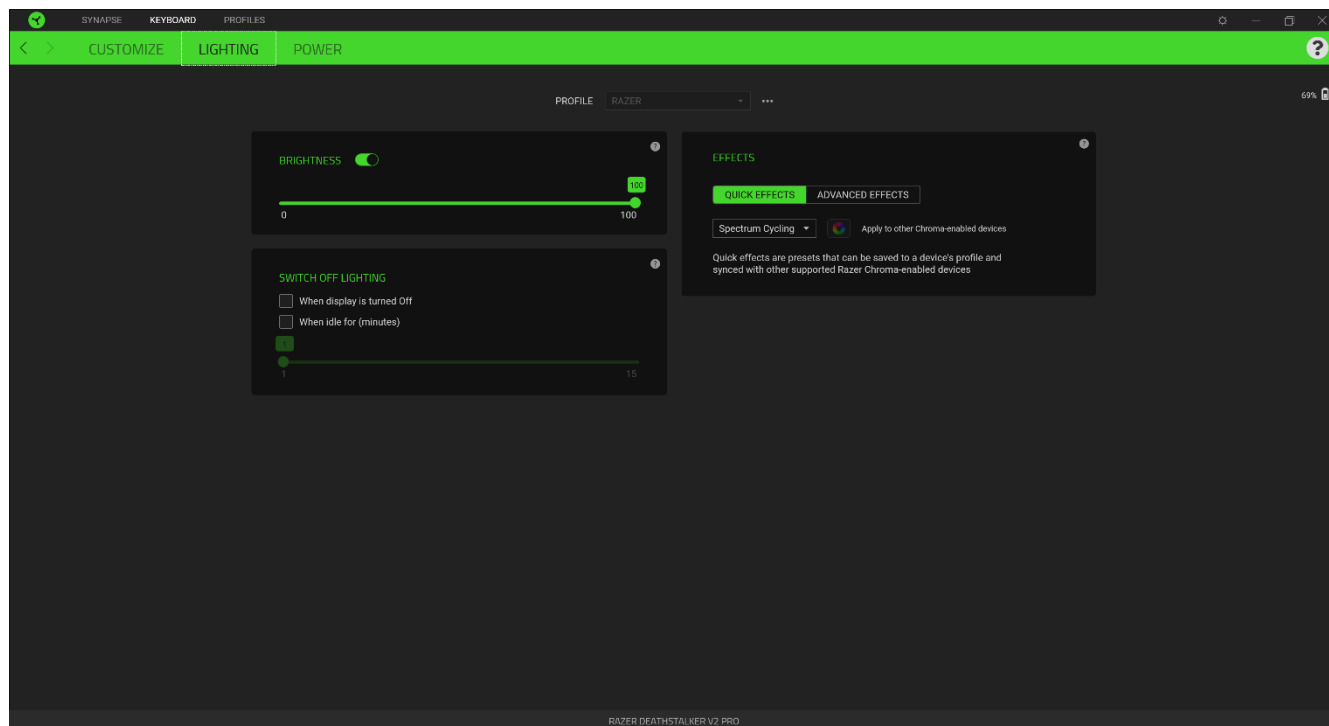 SYNAPSE KEYBOARD PROFILES
CUSTOMIZE LIGHTING POWER ?
PROFILE RAZER
69%
BRIGHTNESS
?
100
0 100
SWITCH OFF LIGHTING
?
When display is turned Off
When idle for (minutes)
1
1 15
EFFECTS
?
QUICK EFFECTS ADVANCED EFFECTS
Spectrum Cycling Apply to other Chroma-enabled devices
Quick effects are presets that can be saved to a device's profile and
synced with other supported Razer Chroma-enabled devices
RAZER DEATHSTALKER V2 PRO